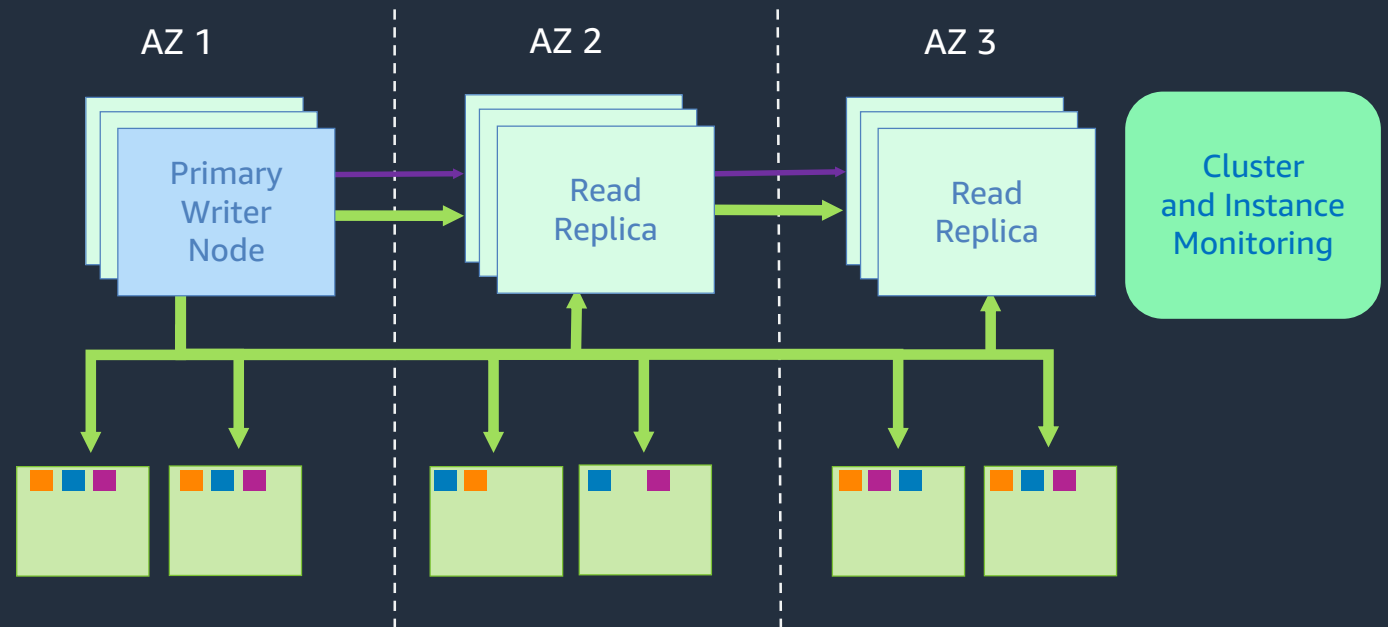 AZ 1
AZ 2
AZ 3
Primary
Writer
Node
Read
Replica
Read
Replica
Cluster
and Instance
Monitoring